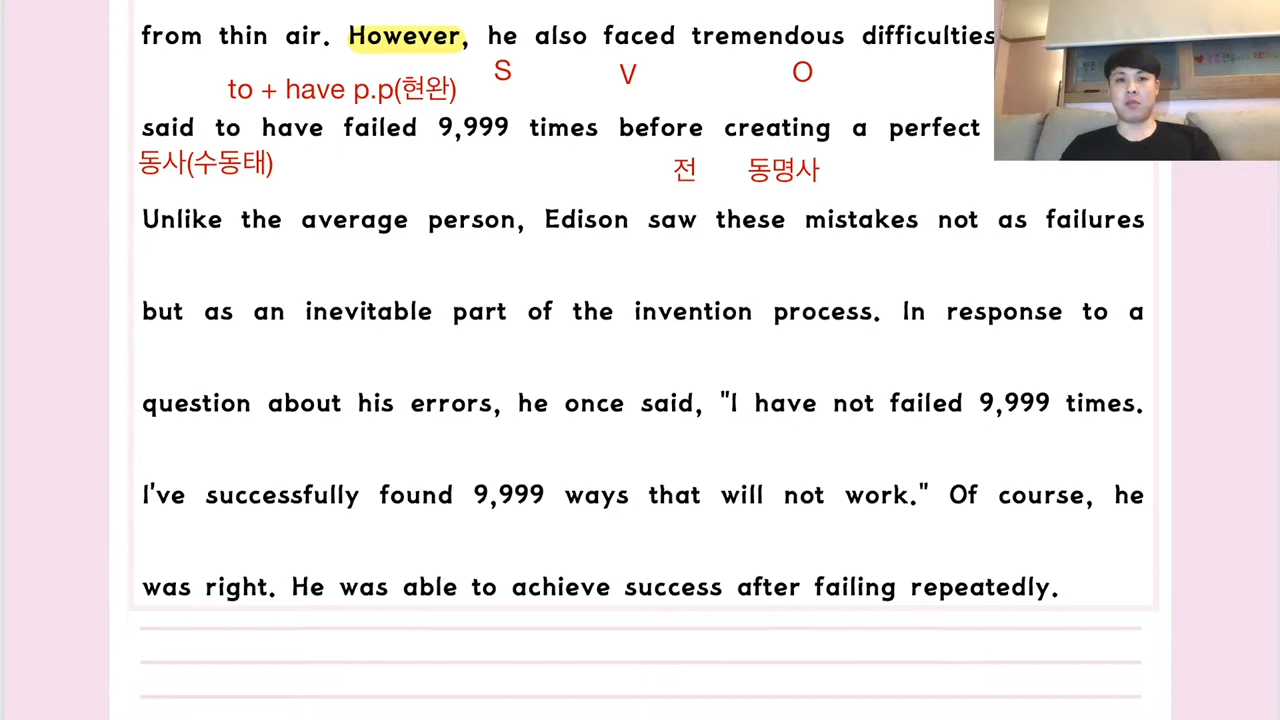 from thin air. However, he also faced tremendous difficulties
S V O
to + have p.p(현완)
said to have failed 9,999 times before creating a perfect
동사(수동태) 전 동명사
Unlike the average person, Edison saw these mistakes not as failures
but as an inevitable part of the invention process. In response to a
question about his errors, he once said, "I have not failed 9,999 times.
I've successfully found 9,999 ways that will not work." Of course, he
was right. He was able to achieve success after failing repeatedly.